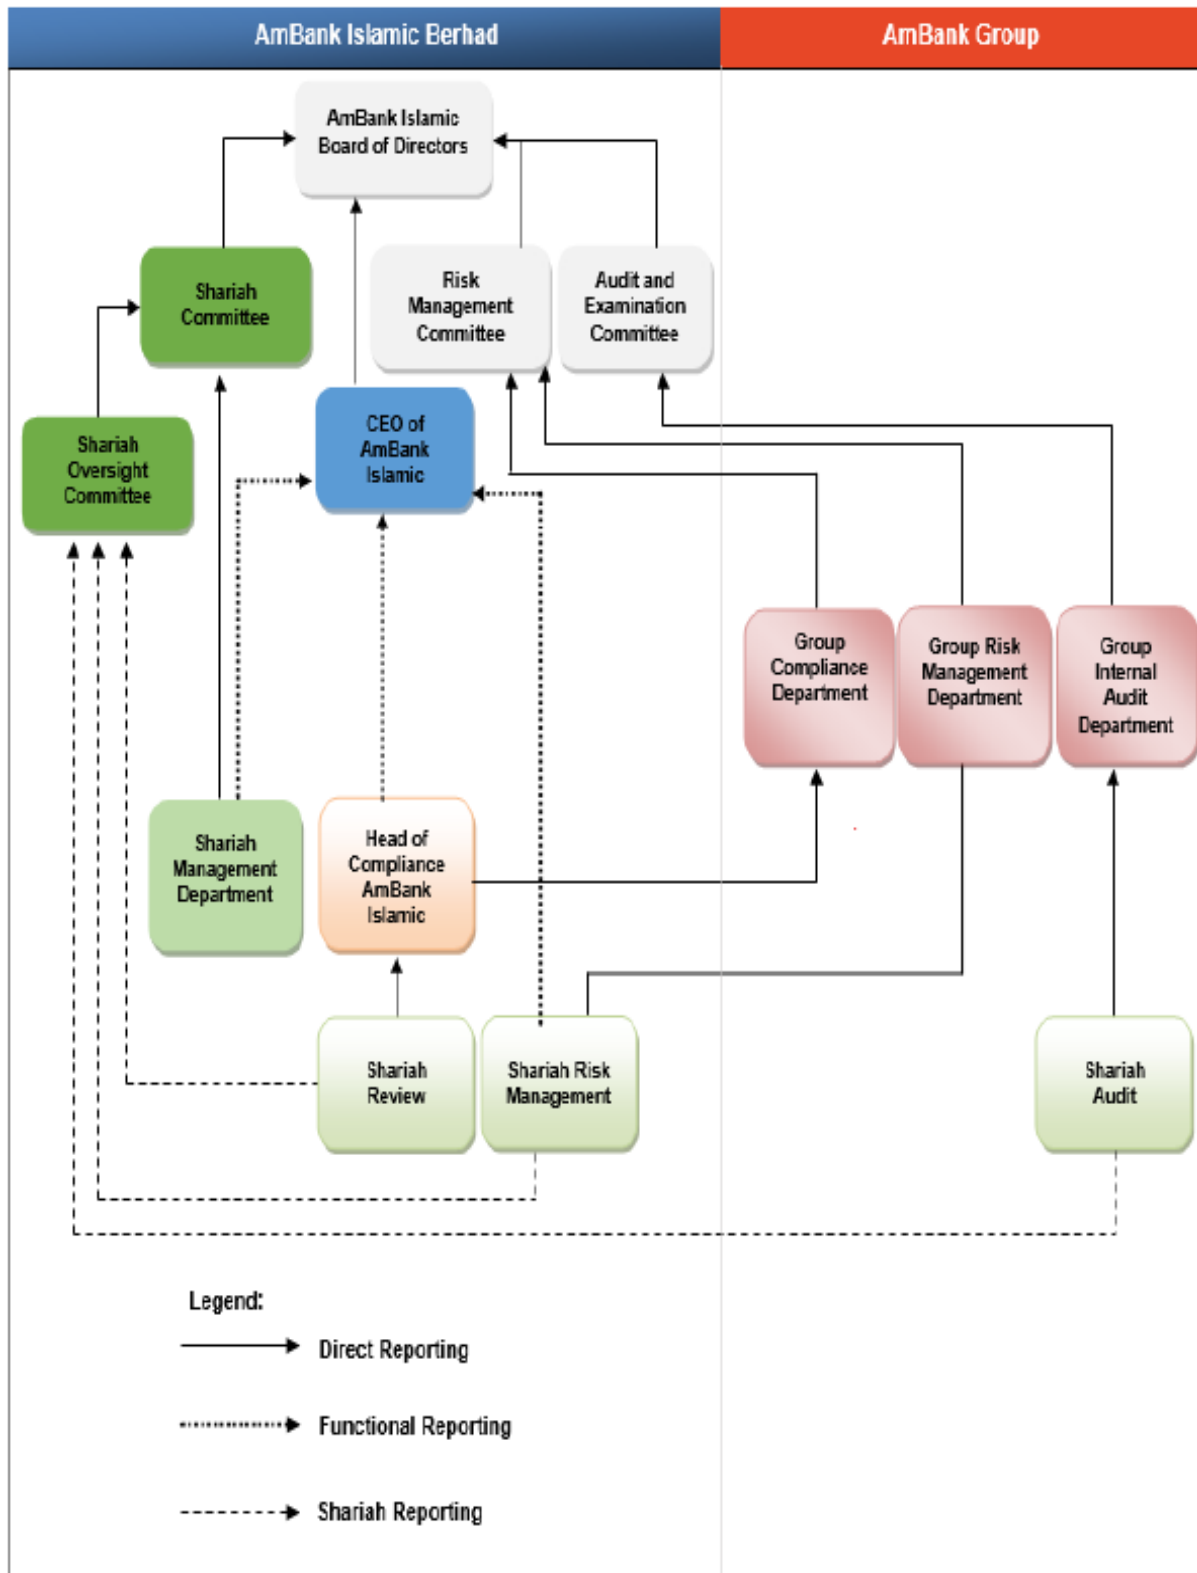 AmBank Islamic Berhad
AmBank Group
AmBank Islamic
Board of Directors
Shariah
Committee
Risk
Management
Committee
Audit and
Examination
Committee
Shariah
Oversight
Committee
CEO of
AmBank
Islamic
Group
Compliance
Department
Group Risk
Management
Department
Group
Internal
Audit
Department
Shariah
Management
Department
Head of
Compliance
AmBank
Islamic
Shariah
Review
Shariah Risk
Management
Shariah
Audit
Legend:
Direct Reporting
Functional Reporting
Shariah Reporting